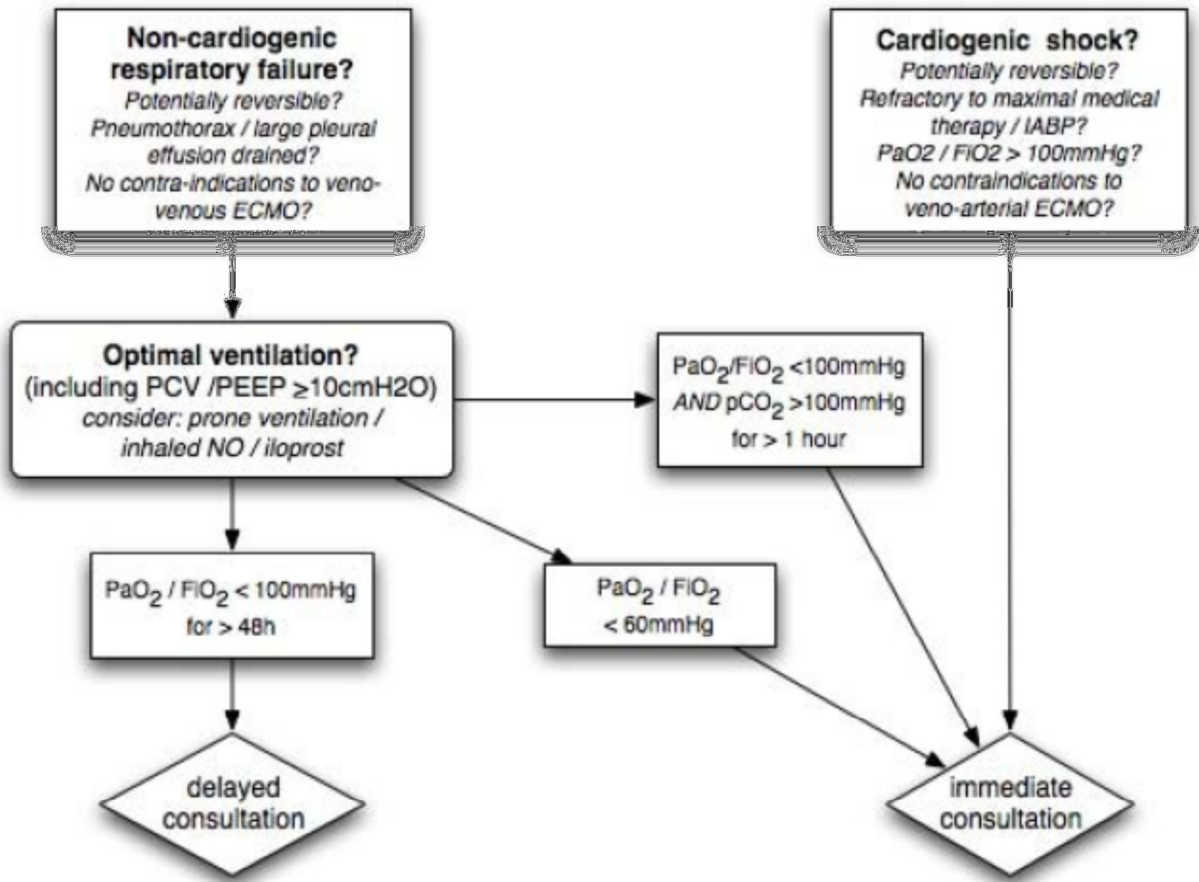 Non-cardiogenic
respiratory failure?
Potentially reversible?
Pneumothorax / large pleural
effusion drained?
No contra-indications to veno-
venous ECMO?
Cardiogenic shock?
Potentially reversible?
Refractory to maximal medical
therapy / IABP?
PaO2 / FiO2 > 100mmHg?
No contraindications to
veno-arterial ECMO?
Optimal ventilation?
(including PCV /PEEP ≥10cmH2O)
consider: prone ventilation /
inhaled NO / iloprost
PaO₂/FiO₂ <100mmHg
AND pCO₂ >100mmHg
for > 1 hour
PaO₂ / FiO₂ < 100mmHg
for > 48h
PaO₂ / FiO₂
< 60mmHg
delayed
consultation
immediate
consultation